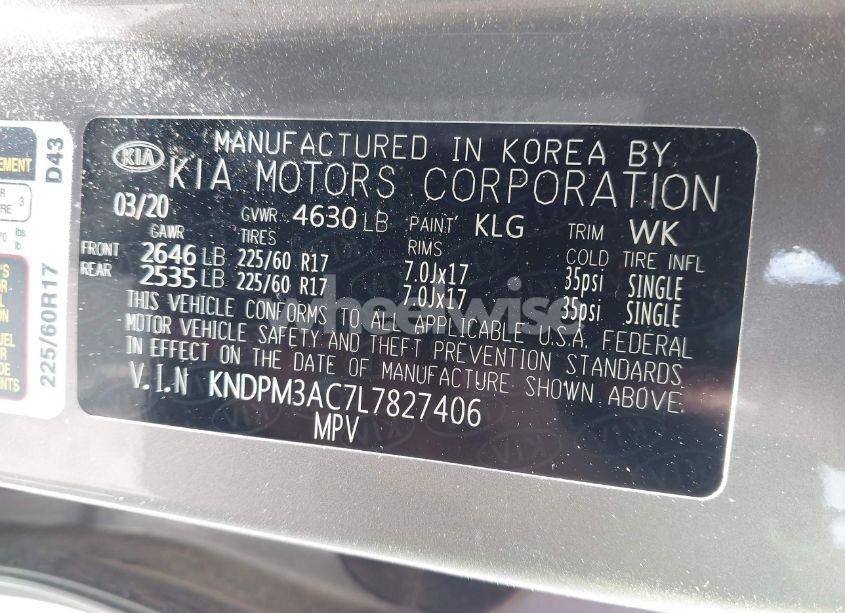 MANUFACTURED IN KOREA BY,
KIA KIA MOTORS CORPORATION
03/20 GVWR 4630 LB PAINT' KLG TRIM WK
GAWR TIRES RIMS COLD TIRE INFL
FRONT 2646 LB 225/60 R17 7.0Jx17 35psi SINGLE
REAR 2535 LB 225/60 R17 7.0Jx17 35psi SINGLE
THIS VEHICLE CONFORMS TO ALL APPLICABLE U.S.A. FEDERAL
MOTOR VEHICLE SAFETY AND THEFT PREVENTION STANDARDS
IN EFFECT ON THE DATE OF MANUFACTURE SHOWN ABOVE.
V.I.N KNDPM3AC7L7827406
MPV
wheelwise
D43
225/60R17